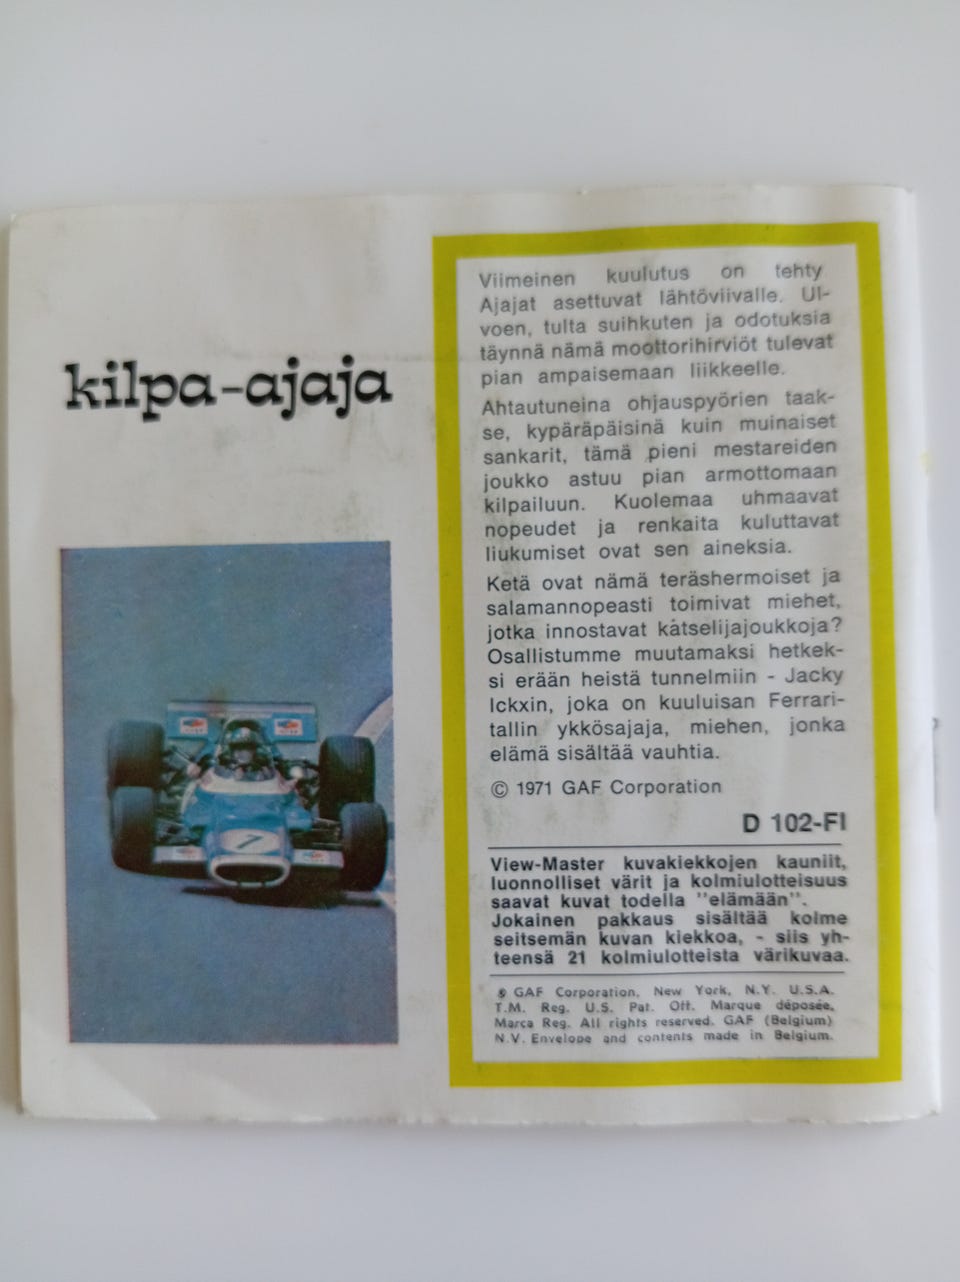 kilpa-ajaja
7
Viimeinen kuulutus on tehty
Ajajat asettuvat lähtöviivalle. Ul-
voen, tulta suihkuten ja odotuksia
täynnä nämä moottorihirviöt tulevat
pian ampaisemaan liikkeelle.
Ahtautuneina ohjauspyörien taak-
se, kypäräpäisinä kuin muinaiset
sankarit, tämä pieni mestareiden
joukko astuu pian armottomaan
kilpailuun. Kuolemaa uhmaavat
nopeudet ja renkaita kuluttavat
liukumiset ovat sen aineksia.
Ketä ovat nämä teräshermoiset ja
salamannopeasti toimivat miehet,
jotka innostavat katselijajoukkoja?
Osallistumme muutamaksi hetkek-
si erään heistä tunnelmiin - Jacky
Ickxin, joka on kuuluisan Ferrari-
tallin ykkösajaja, miehen, jonka
elämä sisältää vauhtia.
© 1971 GAF Corporation
D 102-FI
View-Master kuvakiekkojen kauniit,
luonnolliset värit ja kolmiulotteisuus
saavat kuvat todella "elämään".
Jokainen pakkaus sisältää kolme
seitsemän kuvan kiekkoa, - siis yh-
teensä 21 kolmiulotteista värikuvaa.
GAF Corporation, New York, N.Y. U.S.A.
T.M. Reg. U.S. Pat. Off. Marque déposée,
Marca Reg. All rights reserved. GAF (Belgium)
N.V. Envelope and contents made in Belgium.